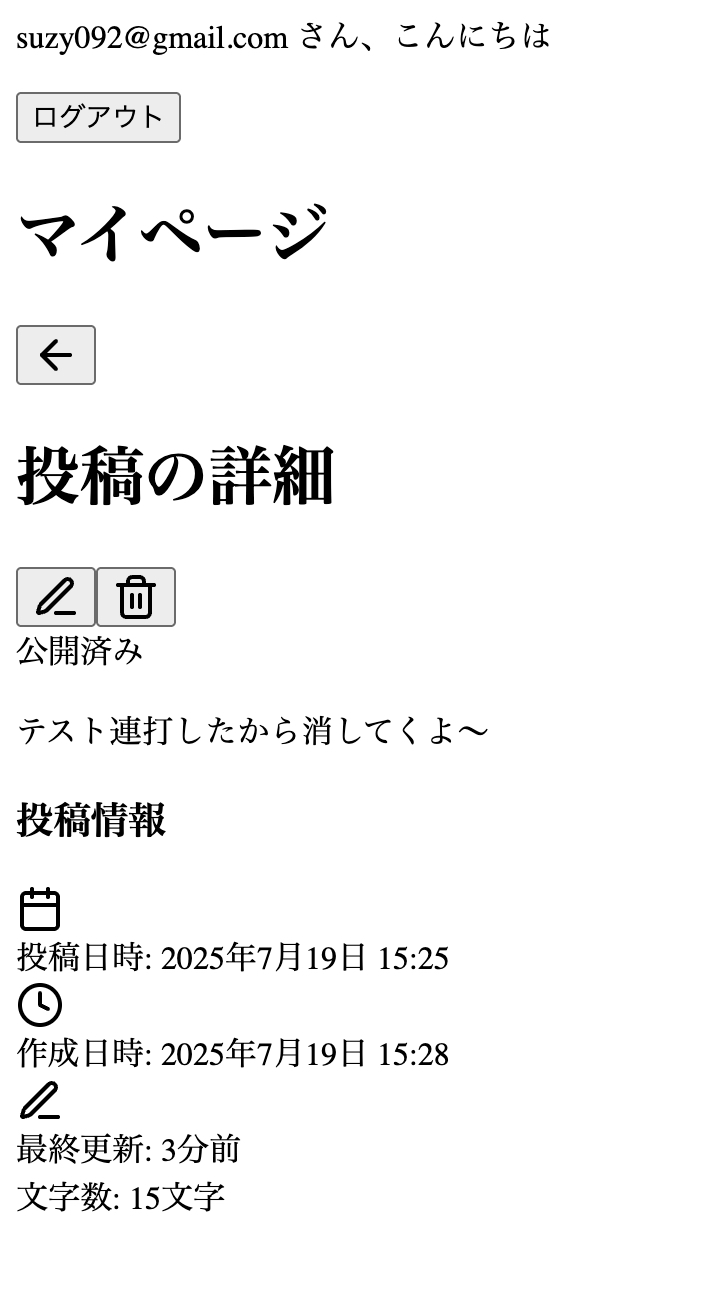 suzy092@gmail.com さん、こんにちは
ログアウト
マイページ
投稿の詳細
公開済み
テスト連打したから消してくよ〜
投稿情報
投稿日時: 2025年7月19日 15:25
作成日時: 2025年7月19日 15:28
最終更新: 3分前
文字数: 15文字